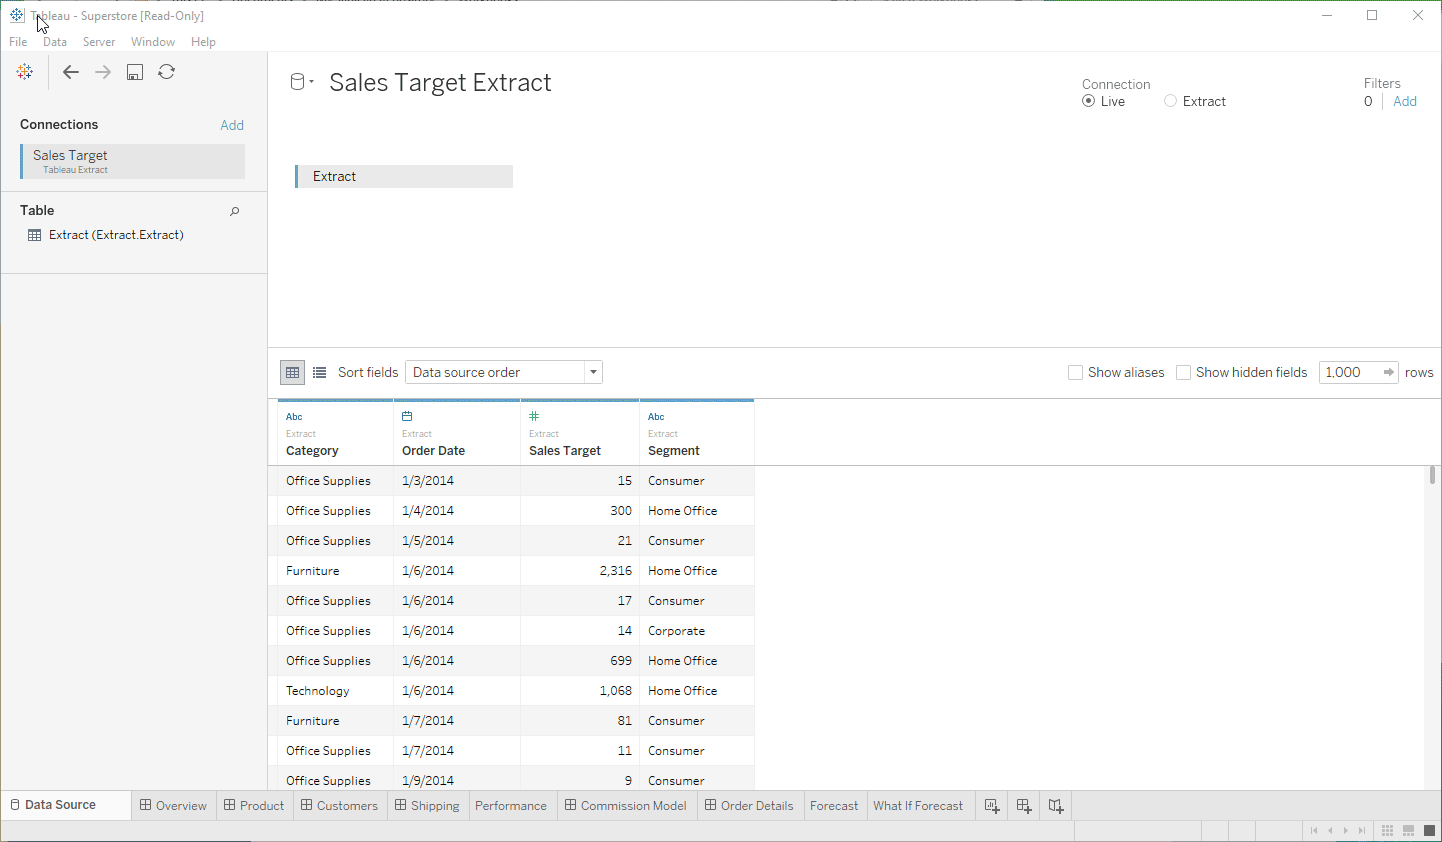 Tableau - Superstore [Read-Only]
File Data Server Window Help
Connections Add
Sales Target
Tableau Extract
Table
Extract (Extract.Extract)
Sales Target Extract
Connection
Live Extract
Filters
0 Add
Extract
Sort fields Data source order Show aliases Show hidden fields 1,000 rows
Abc # Abc
Extract Extract Extract Extract
Category Order Date Sales Target Segment
Office Supplies 1/3/2014 15 Consumer
Office Supplies 1/4/2014 300 Home Office
Office Supplies 1/5/2014 21 Consumer
Furniture 1/6/2014 2,316 Home Office
Office Supplies 1/6/2014 17 Consumer
Office Supplies 1/6/2014 14 Corporate
Office Supplies 1/6/2014 699 Home Office
Technology 1/6/2014 1,068 Home Office
Furniture 1/7/2014 81 Consumer
Office Supplies 1/7/2014 11 Consumer
Office Supplies 1/9/2014 9 Consumer
Data Source Overview Product Customers Shipping Performance Commission Model Order Details Forecast What If Forecast